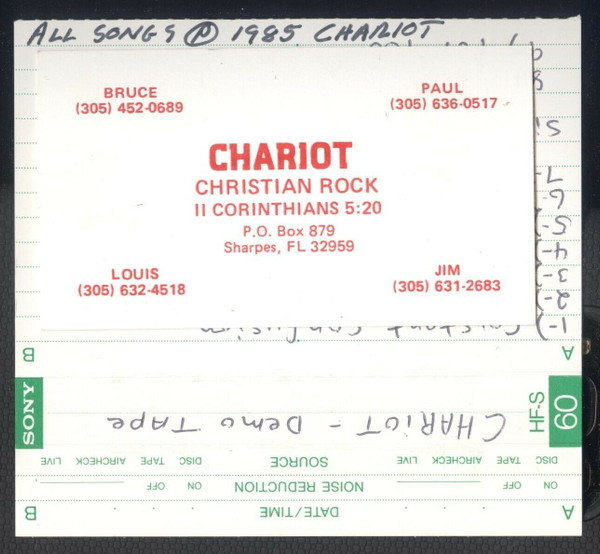 ALL SONGS ℗ 1985 CHARIOT
BRUCE
(305) 452-0689
PAUL
(305) 636-0517
CHARIOT
CHRISTIAN ROCK
II CORINTHIANS 5:20
P.O. Box 879
Sharpes, FL 32959
LOUIS
(305) 632-4518
JIM
(305) 631-2683
DATE/TIME
A B
NOISE REDUCTION
ON OFF ON OFF
SOURCE
DISC TAPE AIRCHECK LIVE DISC TAPE AIRCHECK LIVE
HF-S 60
CHARIOT - Demo TAPE
SONY
A B
1-) Constant Confusion
2-)
3-)
4-)
5-)
6-)
7-